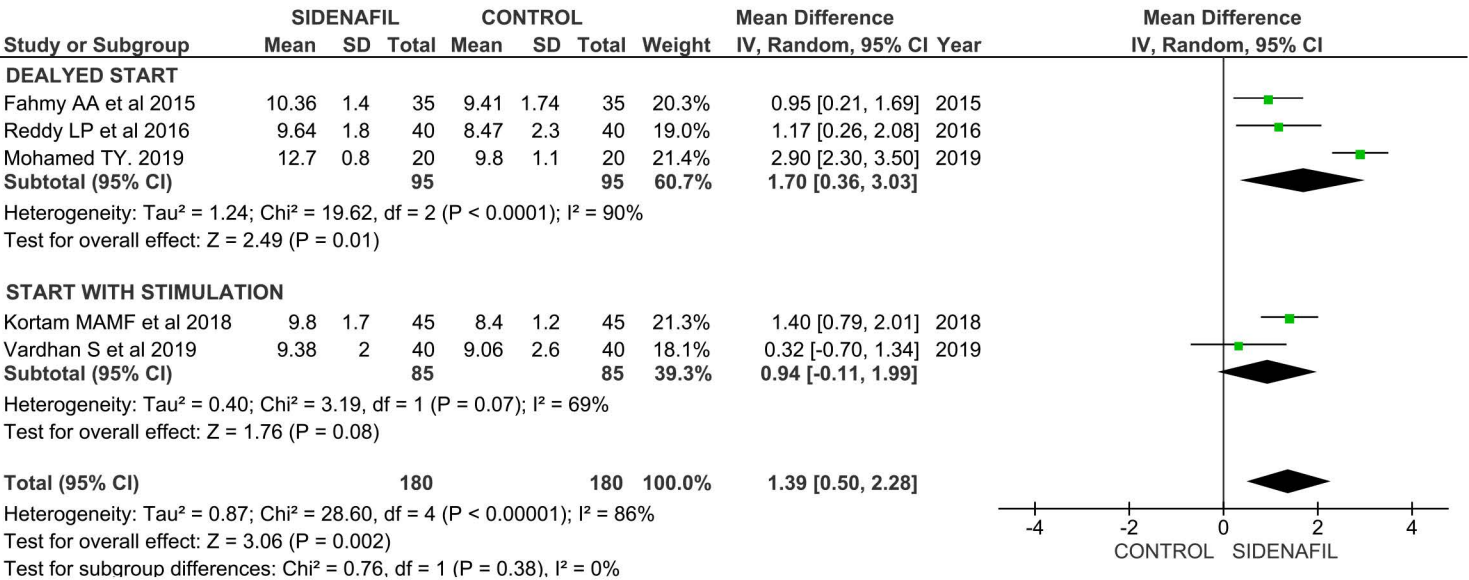 SIDENAFIL CONTROL Mean Difference Mean Difference
Study or Subgroup Mean SD Total Mean SD Total Weight IV, Random, 95% CI Year IV, Random, 95% CI
DEALYED START
Fahmy AA et al 2015 10.36 1.4 35 9.41 1.74 35 20.3% 0.95 [0.21, 1.69] 2015
Reddy LP et al 2016 9.64 1.8 40 8.47 2.3 40 19.0% 1.17 [0.26, 2.08] 2016
Mohamed TY. 2019 12.7 0.8 20 9.8 1.1 20 21.4% 2.90 [2.30, 3.50] 2019
Subtotal (95% CI) 95 95 60.7% 1.70 [0.36, 3.03]
Heterogeneity: Tau² = 1.24; Chi² = 19.62, df = 2 (P < 0.0001); I² = 90%
Test for overall effect: Z = 2.49 (P = 0.01)
START WITH STIMULATION
Kortam MAMF et al 2018 9.8 1.7 45 8.4 1.2 45 21.3% 1.40 [0.79, 2.01] 2018
Vardhan S et al 2019 9.38 2 40 9.06 2.6 40 18.1% 0.32 [-0.70, 1.34] 2019
Subtotal (95% CI) 85 85 39.3% 0.94 [-0.11, 1.99]
Heterogeneity: Tau² = 0.40; Chi² = 3.19, df = 1 (P = 0.07); I² = 69%
Test for overall effect: Z = 1.76 (P = 0.08)
Total (95% CI) 180 180 100.0% 1.39 [0.50, 2.28]
Heterogeneity: Tau² = 0.87; Chi² = 28.60, df = 4 (P < 0.00001); I² = 86%
Test for overall effect: Z = 3.06 (P = 0.002)
Test for subgroup differences: Chi² = 0.76, df = 1 (P = 0.38), I² = 0%
-4 -2 0 2 4
CONTROL SIDENAFIL